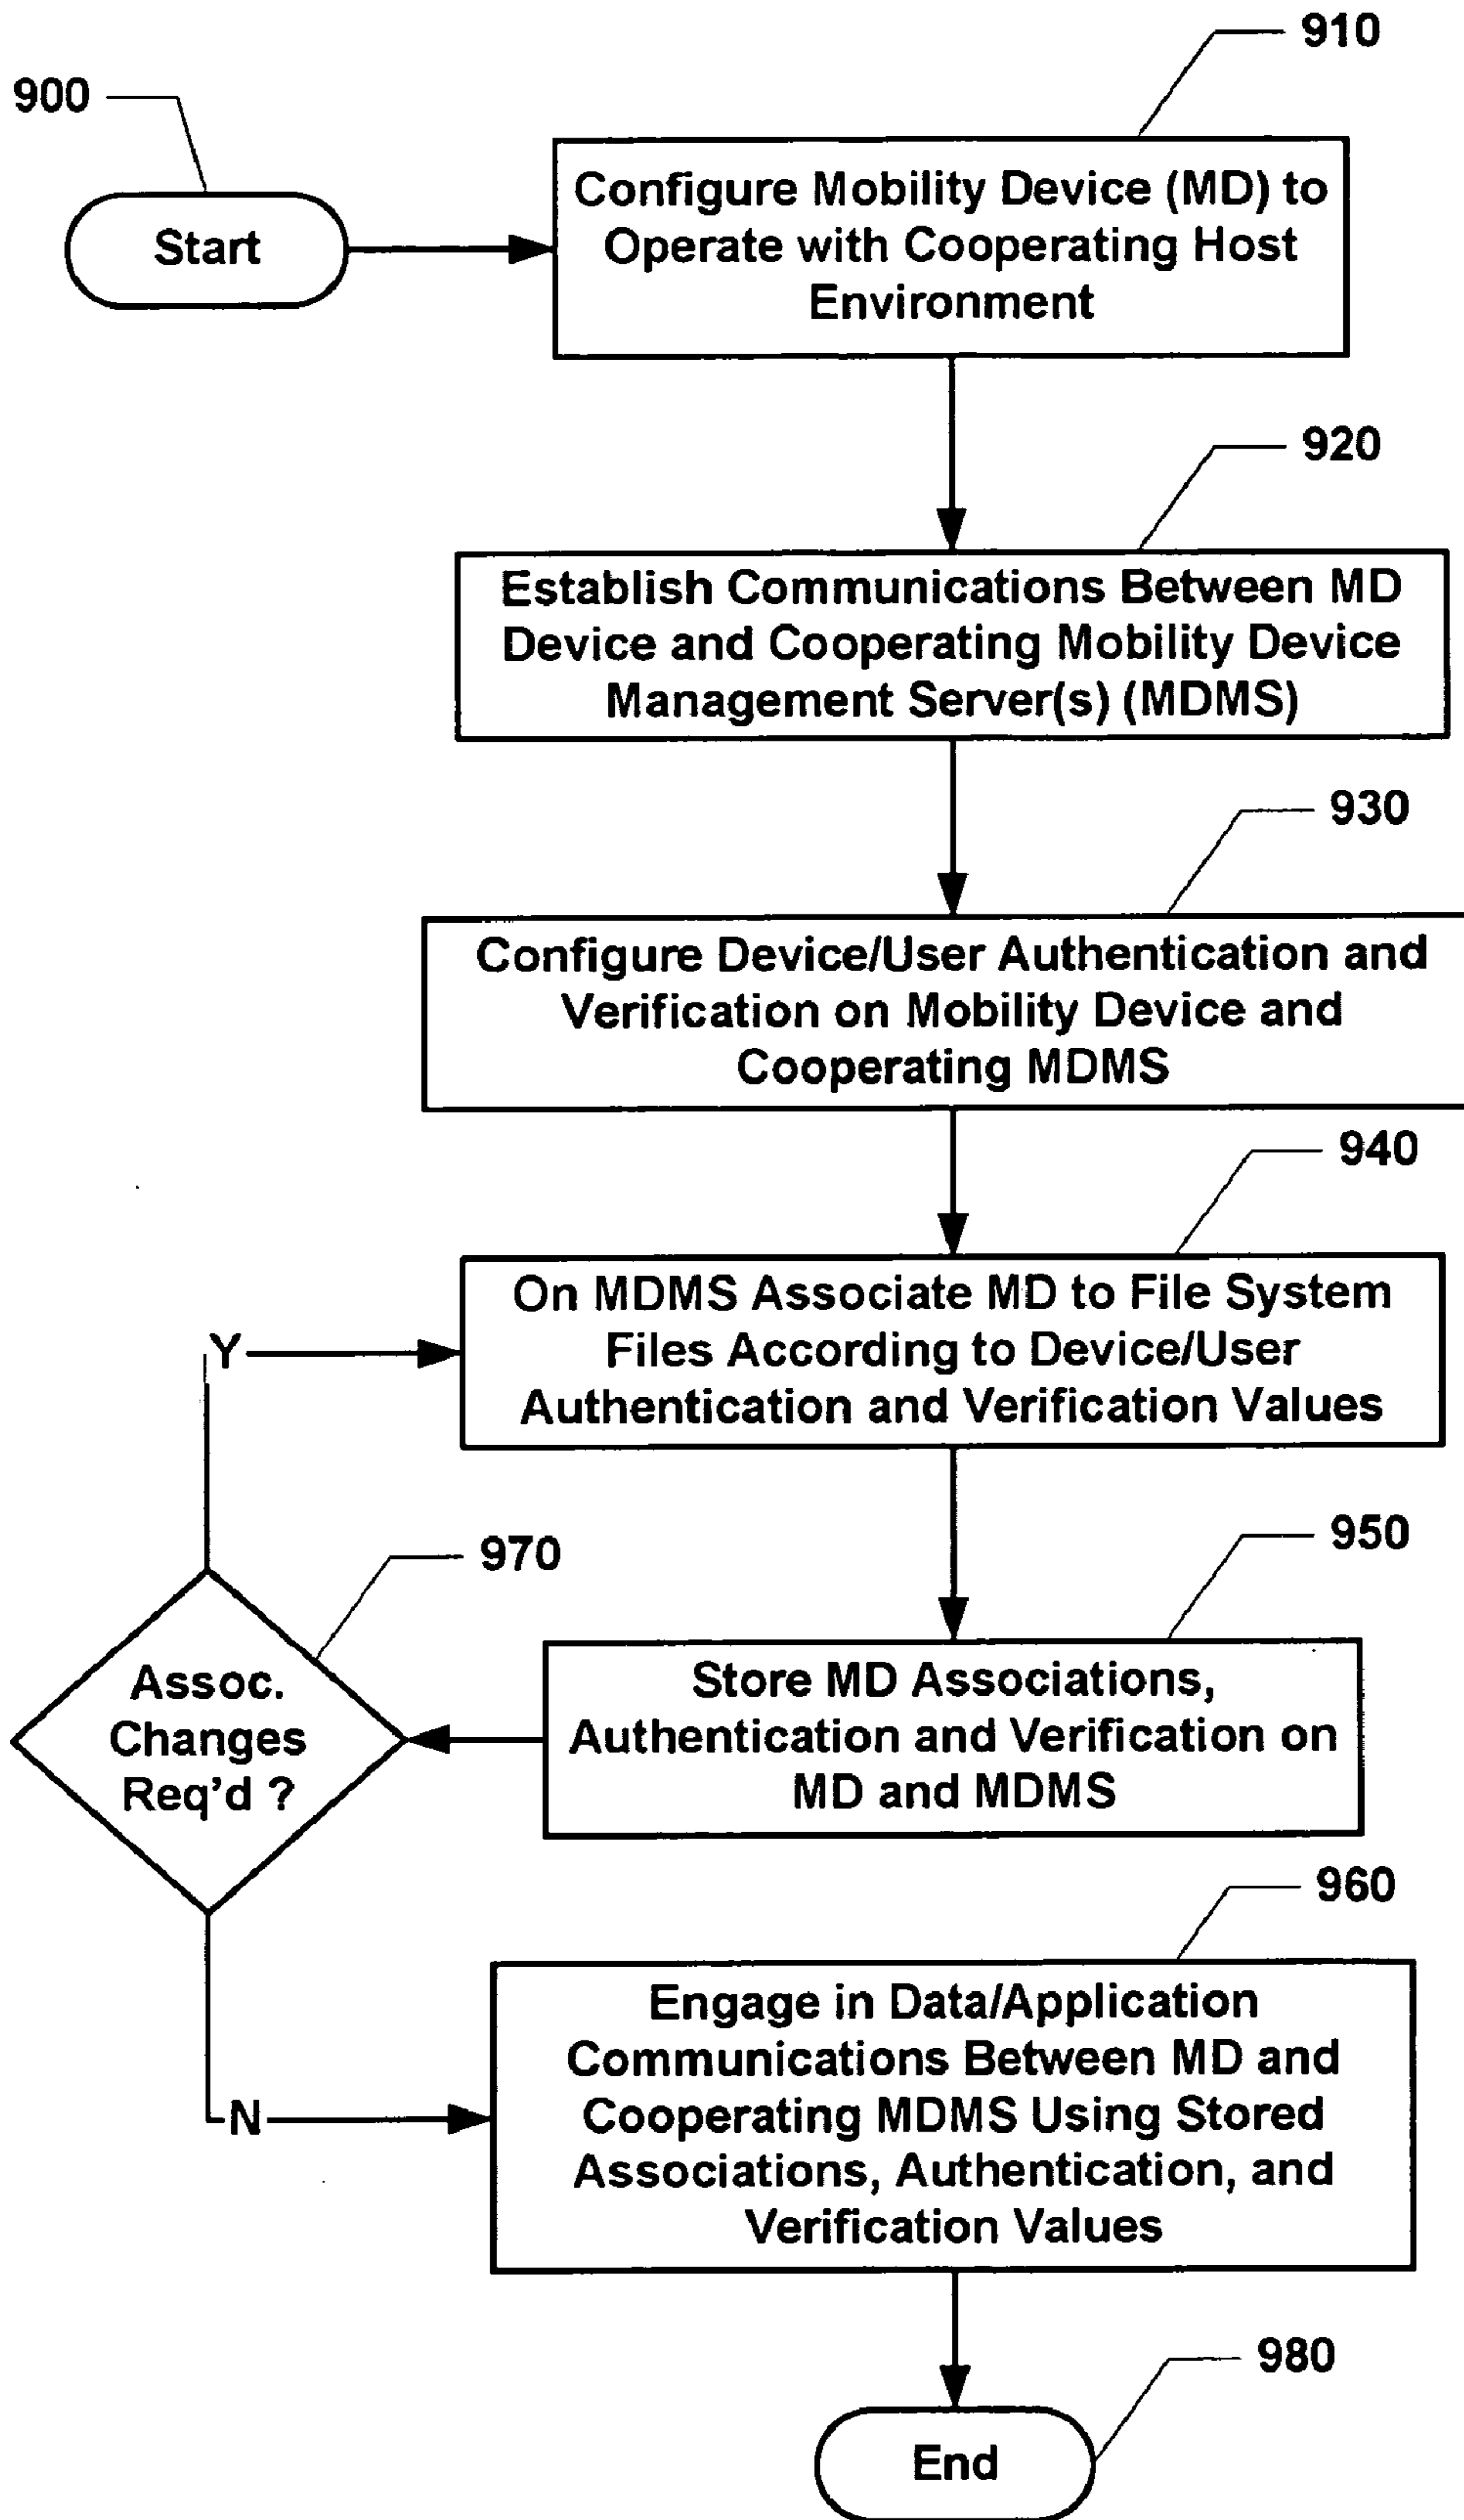 910
900
Start
Configure Mobility Device (MD) to
Operate with Cooperating Host
Environment
920
Establish Communications Between MD
Device and Cooperating Mobility Device
Management Server(s) (MDMS)
930
Configure Device/User Authentication and
Verification on Mobility Device and
Cooperating MDMS
940
On MDMS Associate MD to File System
Files According to Device/User
Authentication and Verification Values
Y
950
970
Assoc.
Changes
Req'd ?
Store MD Associations,
Authentication and Verification on
MD and MDMS
960
Engage in Data/Application
Communications Between MD and
Cooperating MDMS Using Stored
Associations, Authentication, and
Verification Values
N
980
End